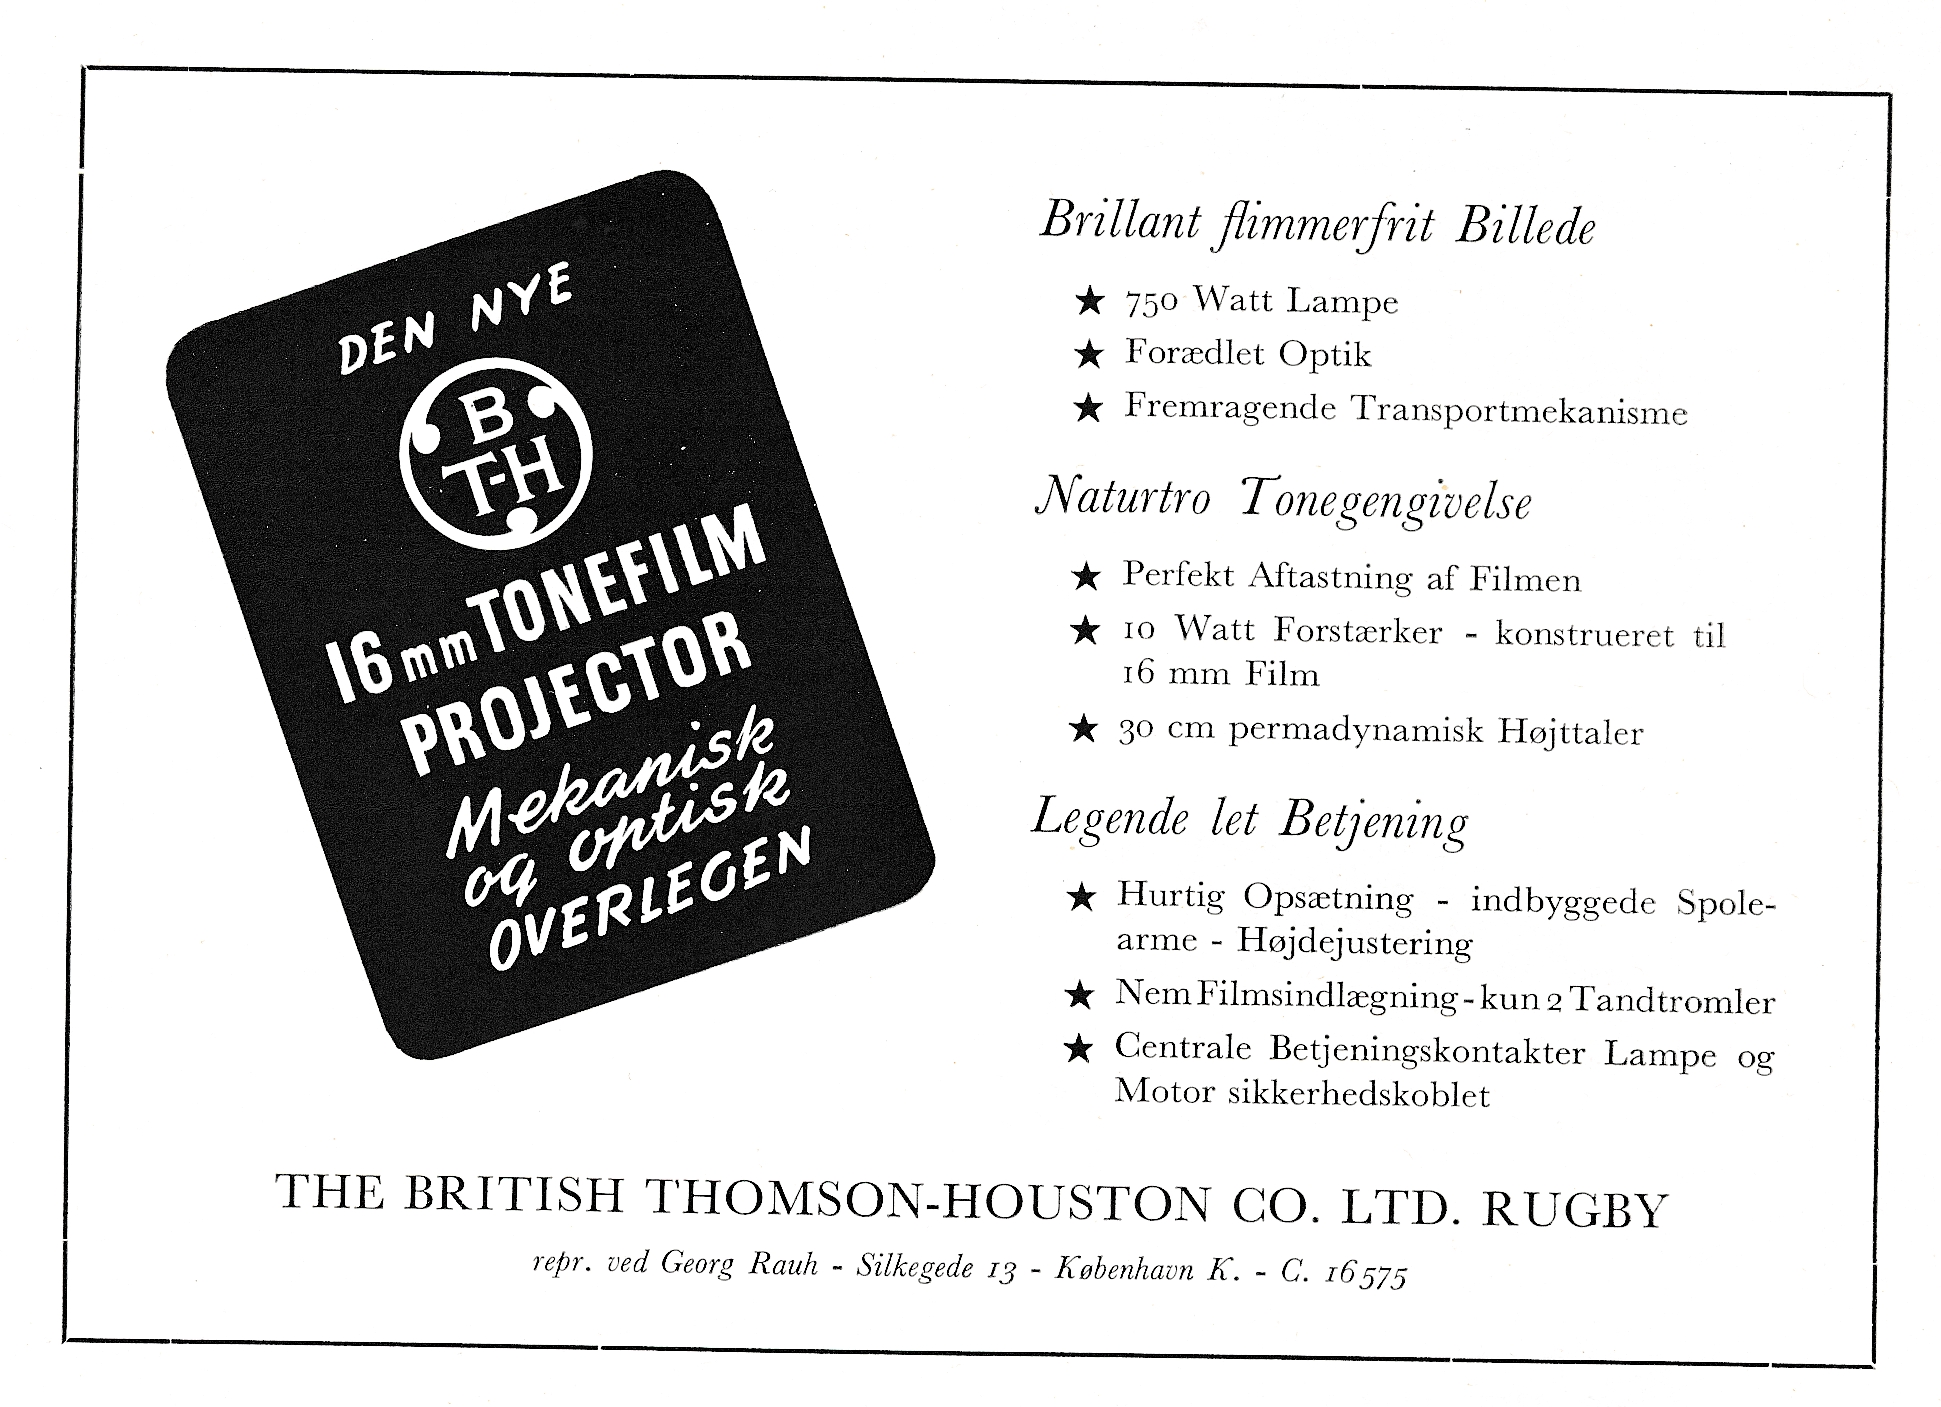 DEN NYE
B
T-H
16 mm TONEFILM
PROJECTOR
Mekanisk
og optisk
OVERLEGEN
Brillant flimmerfrit Billede
★ 750 Watt Lampe
★ Forædlet Optik
★ Fremragende Transportmekanisme
Naturtro Tonegengivelse
★ Perfekt Aftastning af Filmen
★ 10 Watt Forstærker - konstrueret til
16 mm Film
★ 30 cm permadynamisk Højttaler
Legende let Betjening
★ Hurtig Opsætning - indbyggede Spole-
arme - Højdejustering
★ Nem Filmsindlægning - kun 2 Tandtromler
★ Centrale Betjeningskontakter Lampe og
Motor sikkerhedskoblet
THE BRITISH THOMSON-HOUSTON CO. LTD. RUGBY
repr. ved Georg Rauh - Silkegede 13 - København K. - C. 16575